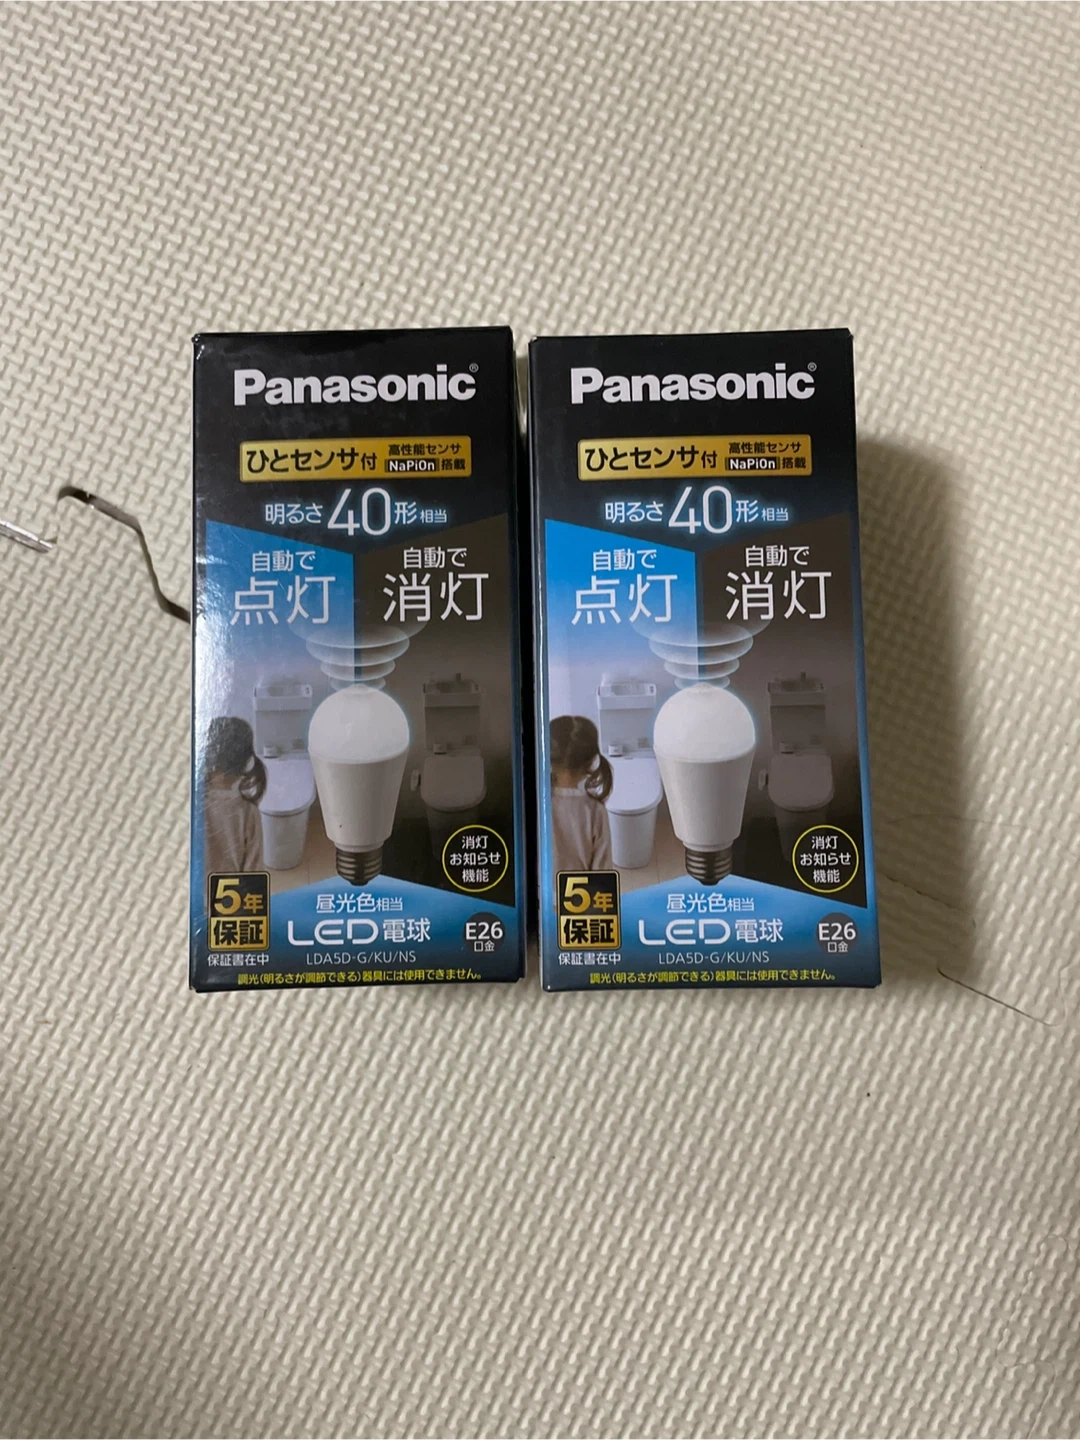 Panasonic®
ひとセンサ付 高性能センサ NaPiOn 搭載
明るさ40形相当
自動で 点灯
自動で 消灯
消灯
お知らせ
機能
5年
保証
保証書在中
昼光色相当
LED電球
LDA5D-G/KU/NS
E26
口金
調光(明るさが調節できる)器具には使用できません。
Panasonic®
ひとセンサ付 高性能センサ NaPiOn 搭載
明るさ40形相当
自動で 点灯
自動で 消灯
消灯
お知らせ
機能
5年
保証
保証書在中
昼光色相当
LED電球
LDA5D-G/KU/NS
E26
口金
調光(明るさが調節できる)器具には使用できません。